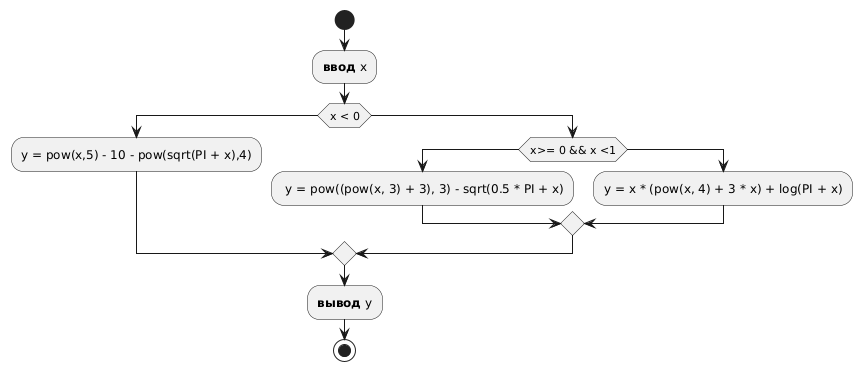 ввод x
x < 0
y = pow(x,5) - 10 - pow(sqrt(PI + x),4)
x>= 0 && x <1
y = pow((pow(x, 3) + 3), 3) - sqrt(0.5 * PI + x)
y = x * (pow(x, 4) + 3 * x) + log(PI + x)
вывод y